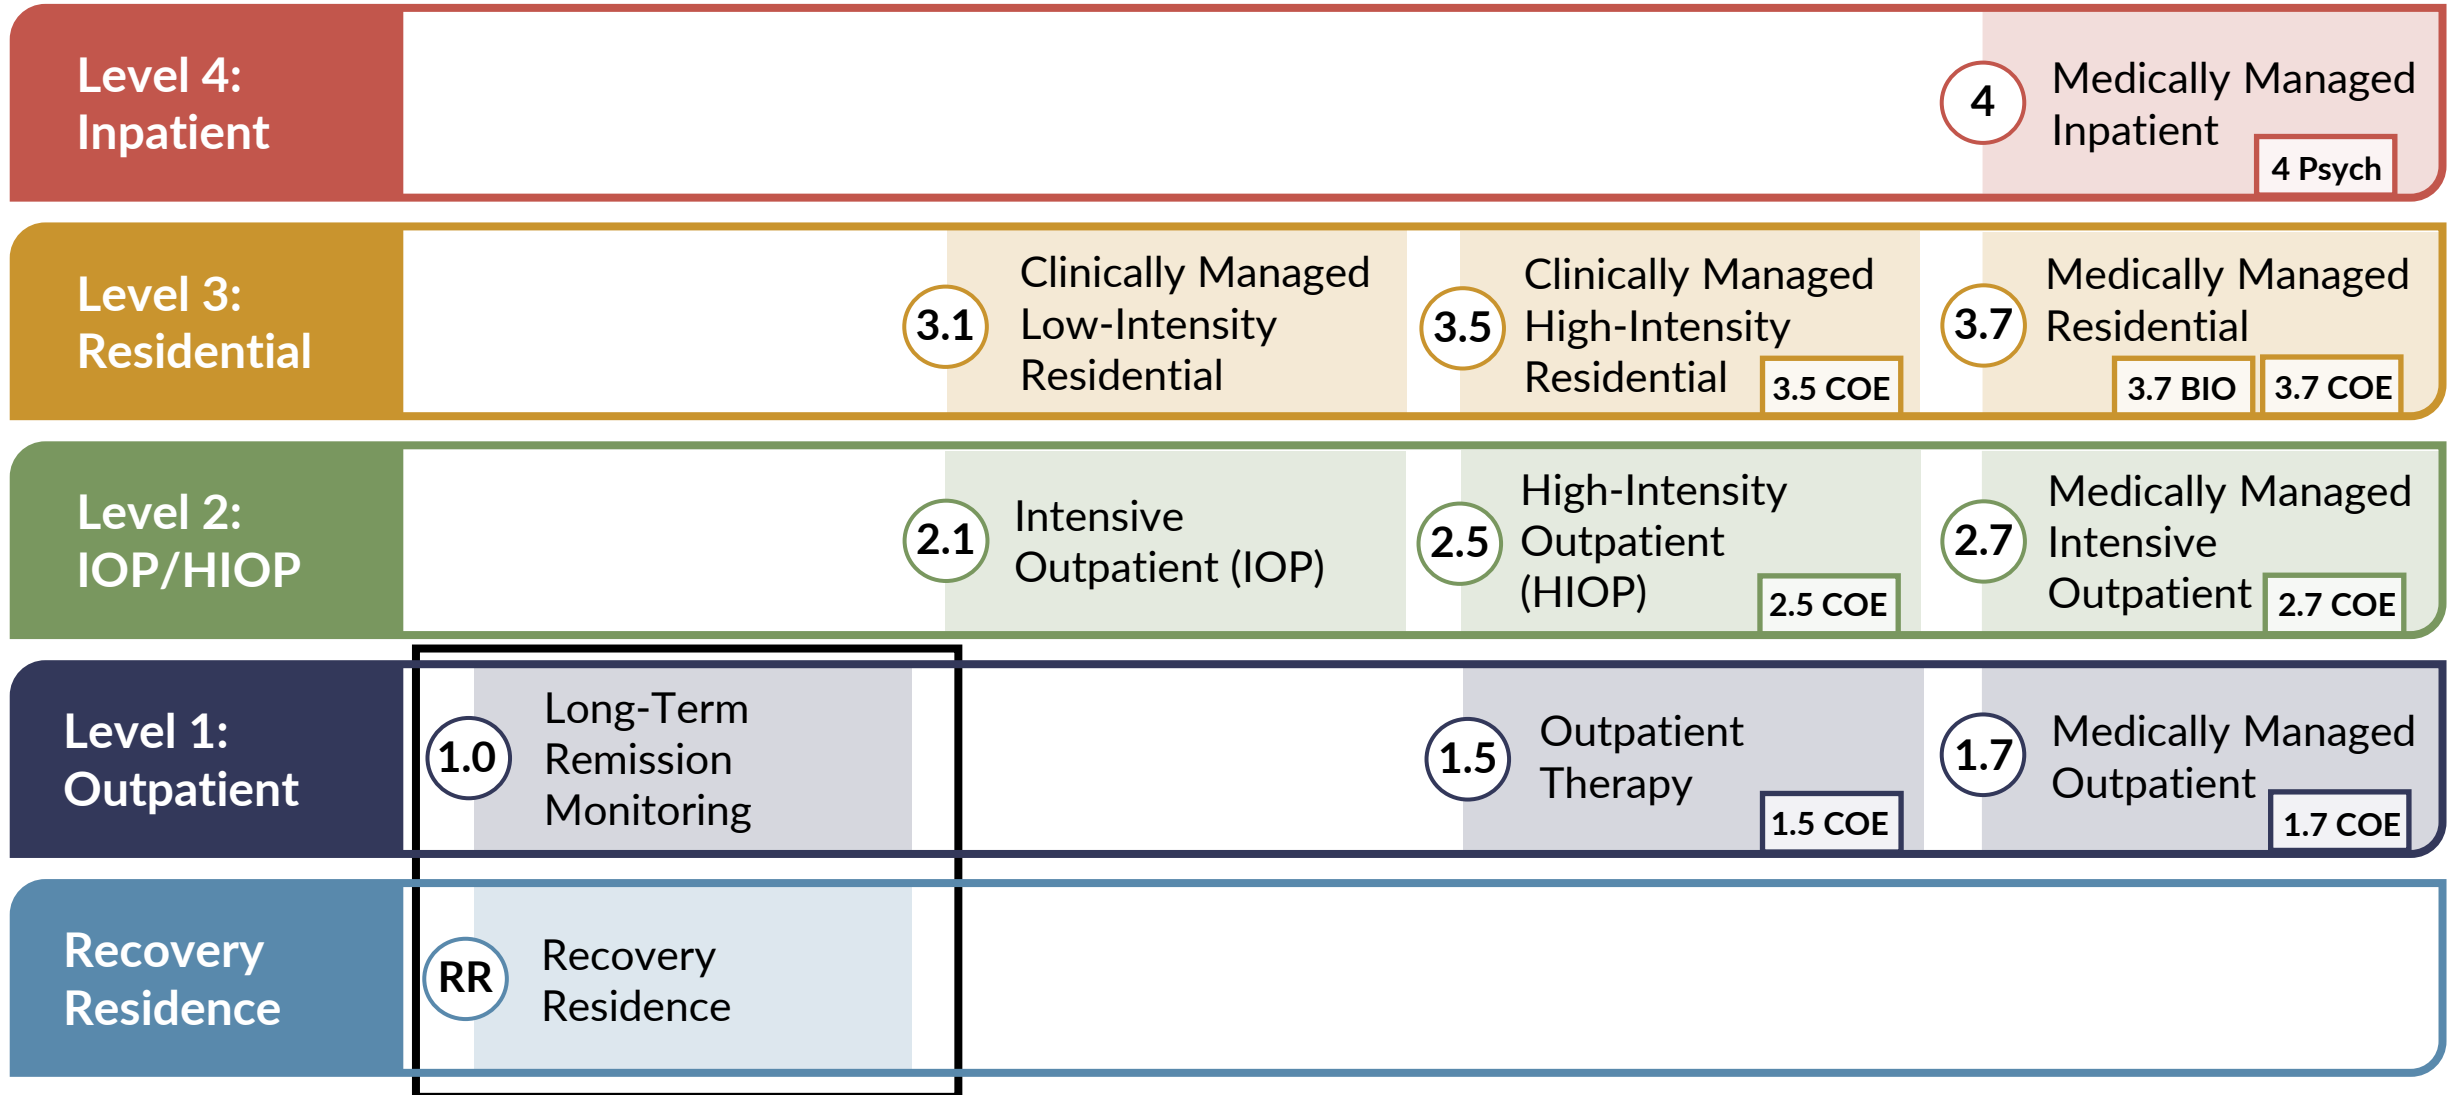 Level 4:
Inpatient
4
Medically Managed
Inpatient
4 Psych
Level 3:
Residential
3.1
Clinically Managed
Low-Intensity
Residential
3.5
Clinically Managed
High-Intensity
Residential
3.5 COE
3.7
Medically Managed
Residential
3.7 BIO
3.7 COE
Level 2:
IOP/HIOP
2.1
Intensive
Outpatient (IOP)
2.5
High-Intensity
Outpatient
(HIOP)
2.5 COE
2.7
Medically Managed
Intensive
Outpatient
2.7 COE
Level 1:
Outpatient
1.0
Long-Term
Remission
Monitoring
1.5
Outpatient
Therapy
1.5 COE
1.7
Medically Managed
Outpatient
1.7 COE
Recovery
Residence
RR
Recovery
Residence